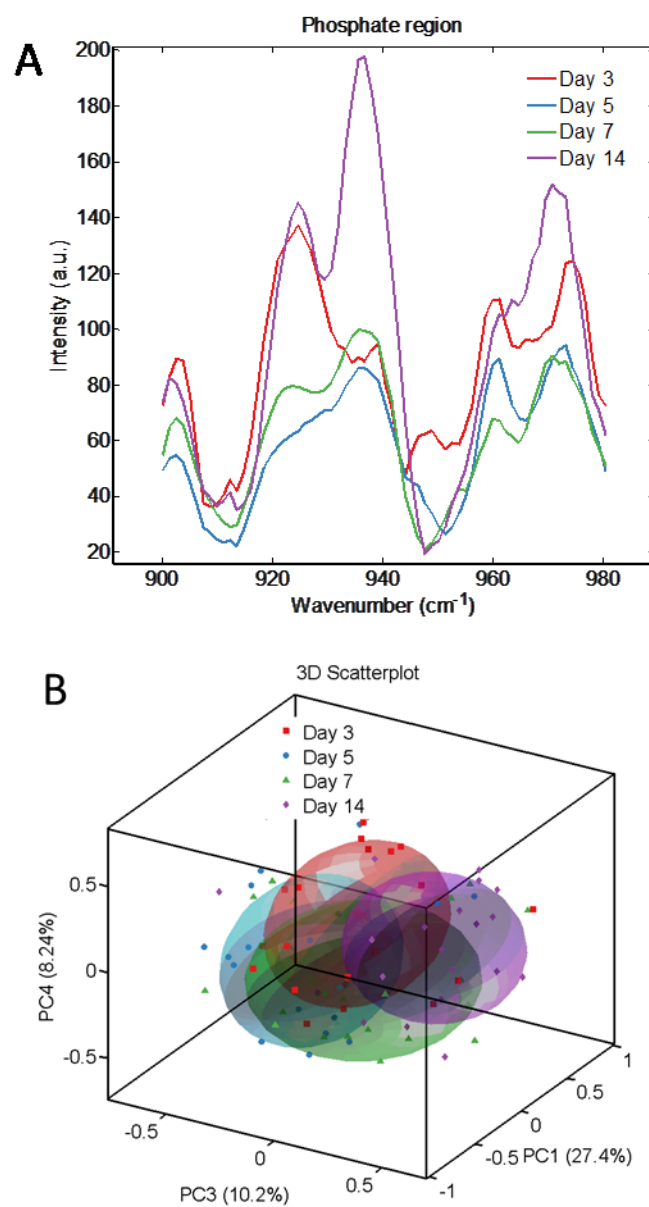 Phosphate region
A
200
180
160
140
120
100
80
60
40
20
Intensity (a.u.)
Day 3
Day 5
Day 7
Day 14
900 920 940 960 980
Wavenumber (cm⁻¹)
B
3D Scatterplot
Day 3
Day 5
Day 7
Day 14
0.5
0
-0.5
PC4 (8.24%)
-0.5
0
0.5
PC3 (10.2%)
1
0.5
0
-0.5
-1
PC1 (27.4%)